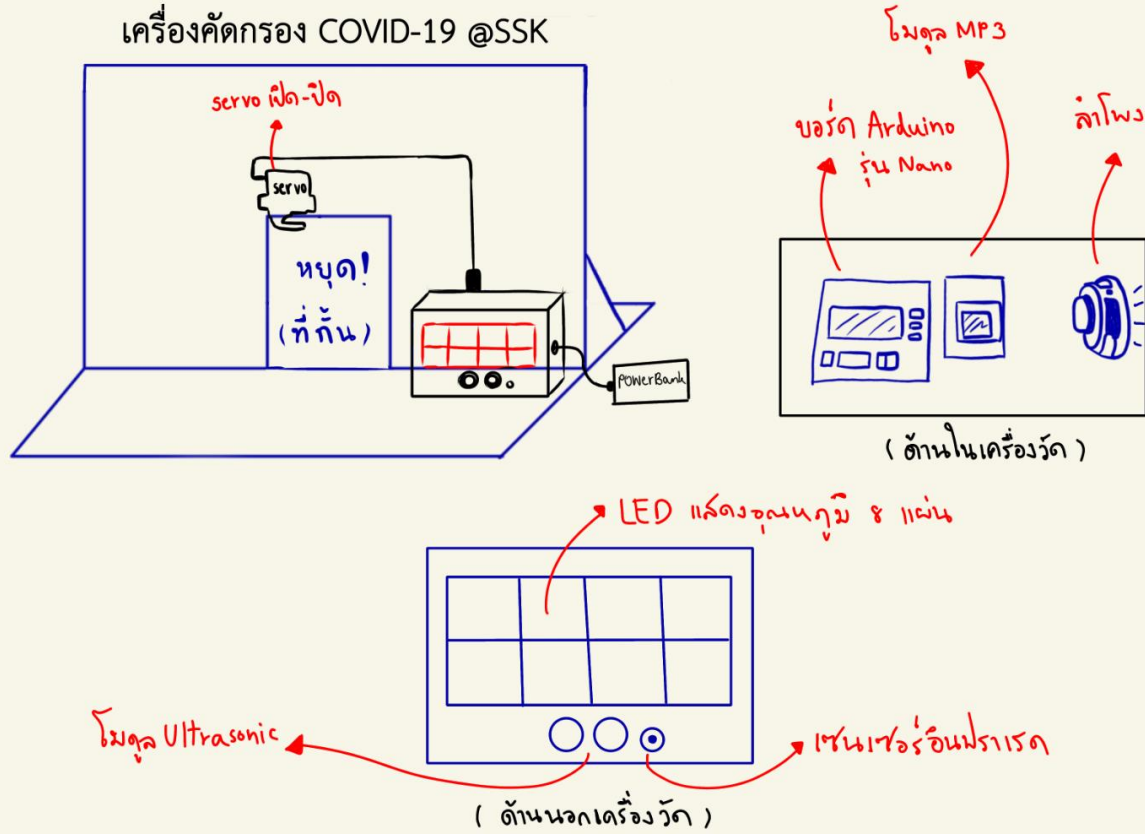 เครื่องคัดกรอง COVID-19 @SSK
servo เปิด-ปิด
servo
หยุด!
(ที่กั้น)
PowerBank
โมดูล MP3
บอร์ด Arduino
รุ่น Nano
ลำโพง
(ด้านในเครื่องวัด)
LED แสดงอุณหภูมิ 8 แผ่น
โมดูล Ultrasonic
เซนเซอร์อินฟราเรด
(ด้านนอกเครื่องวัด)